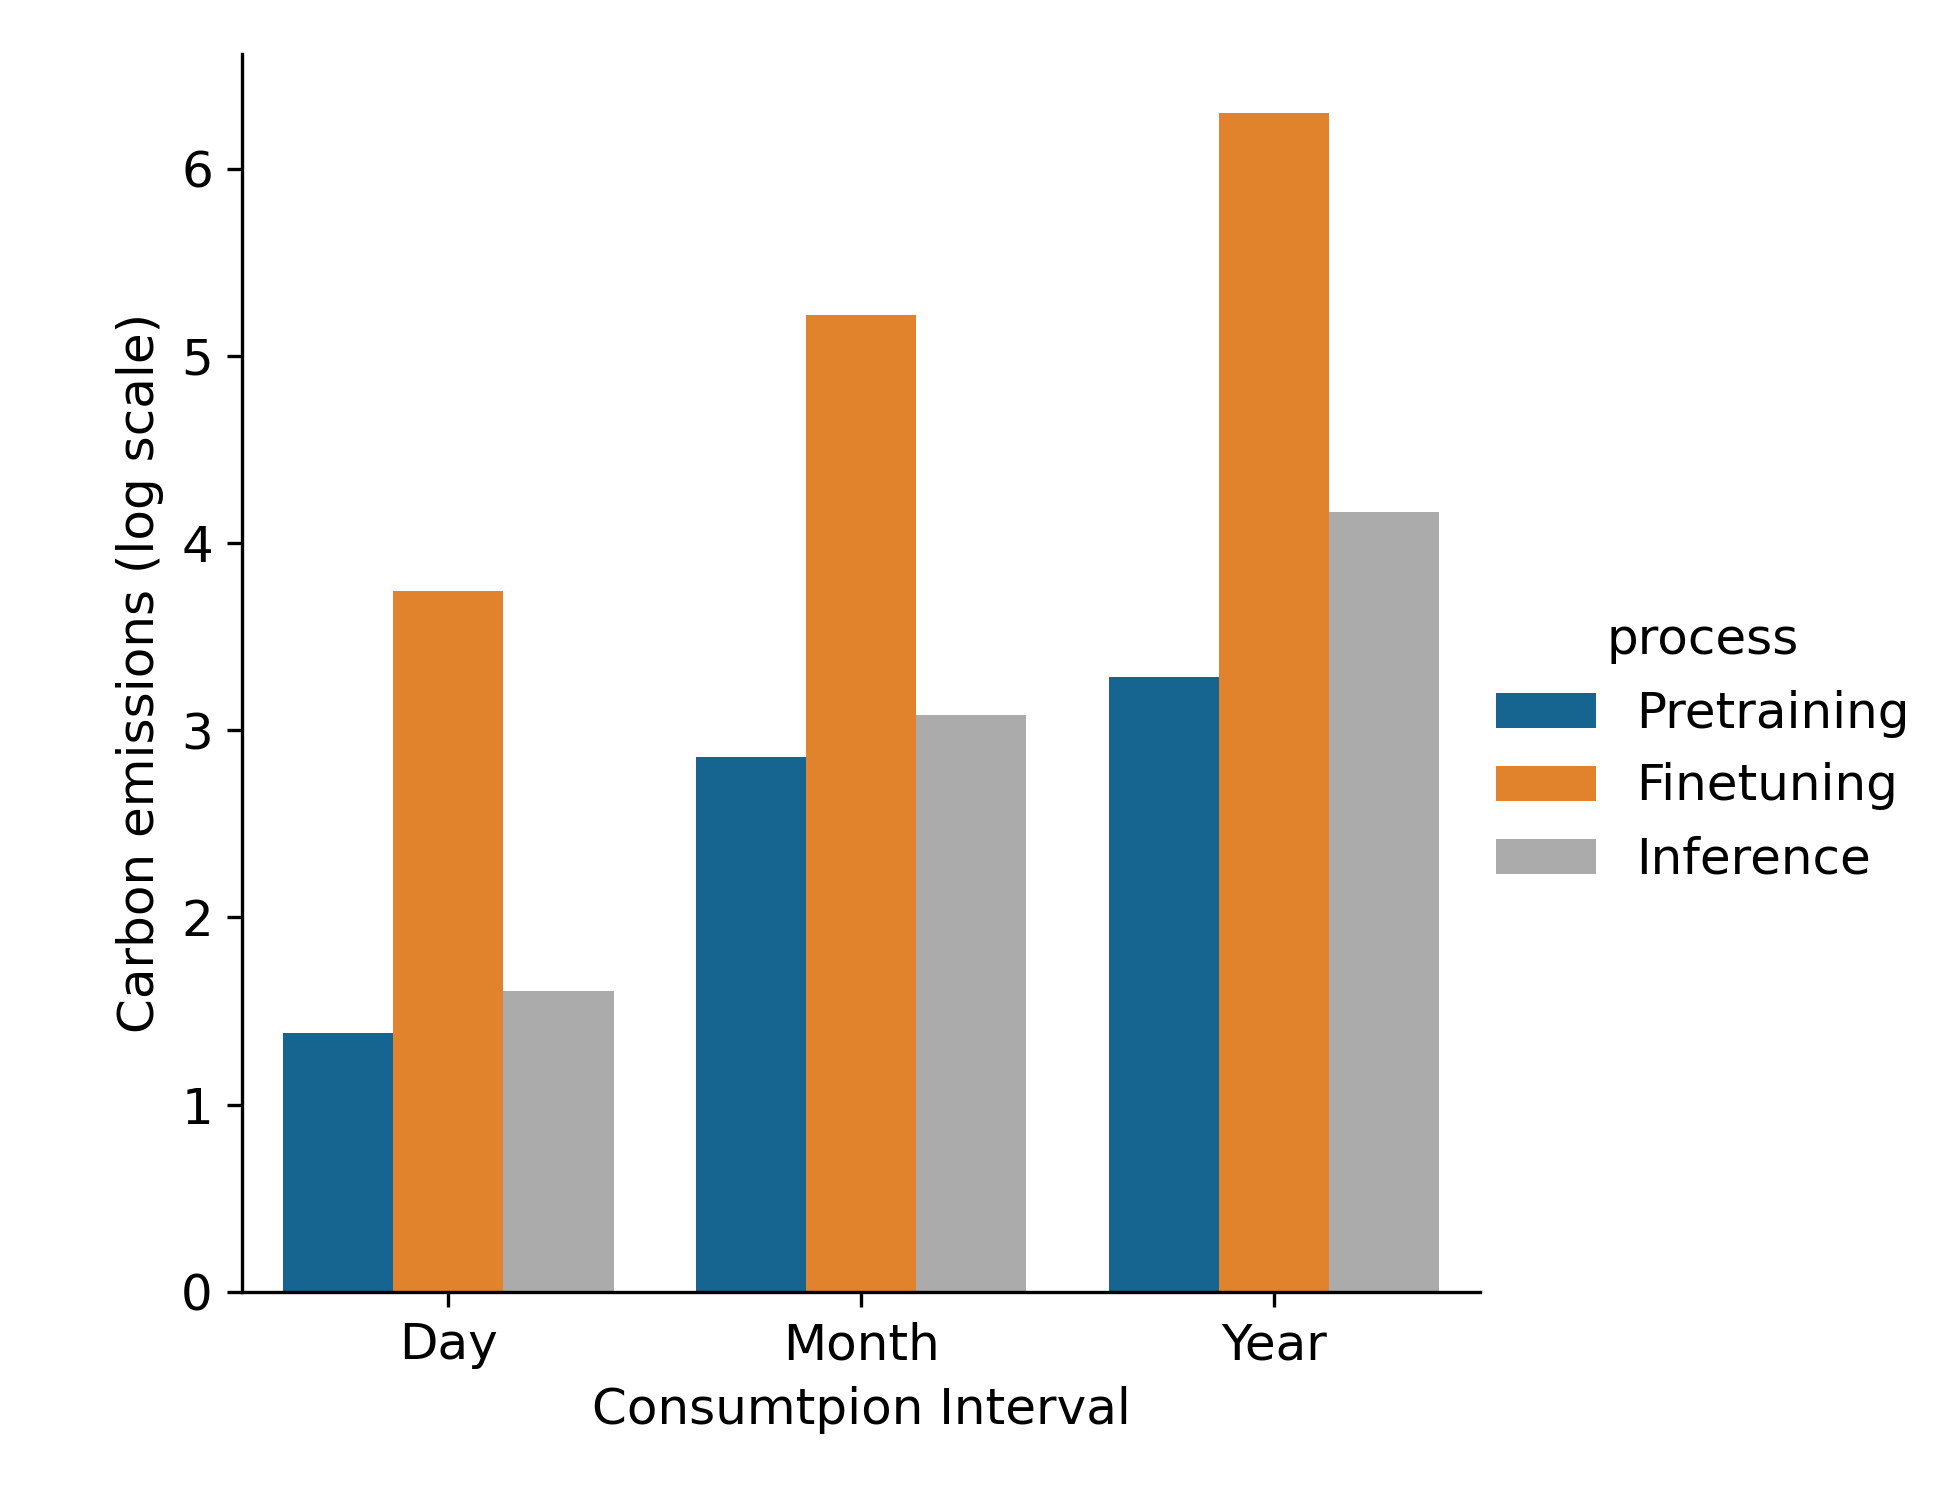 Carbon emissions (log scale)
6
5
4
3
2
1
0
Day Month Year
Consumtpion Interval
process
Pretraining
Finetuning
Inference